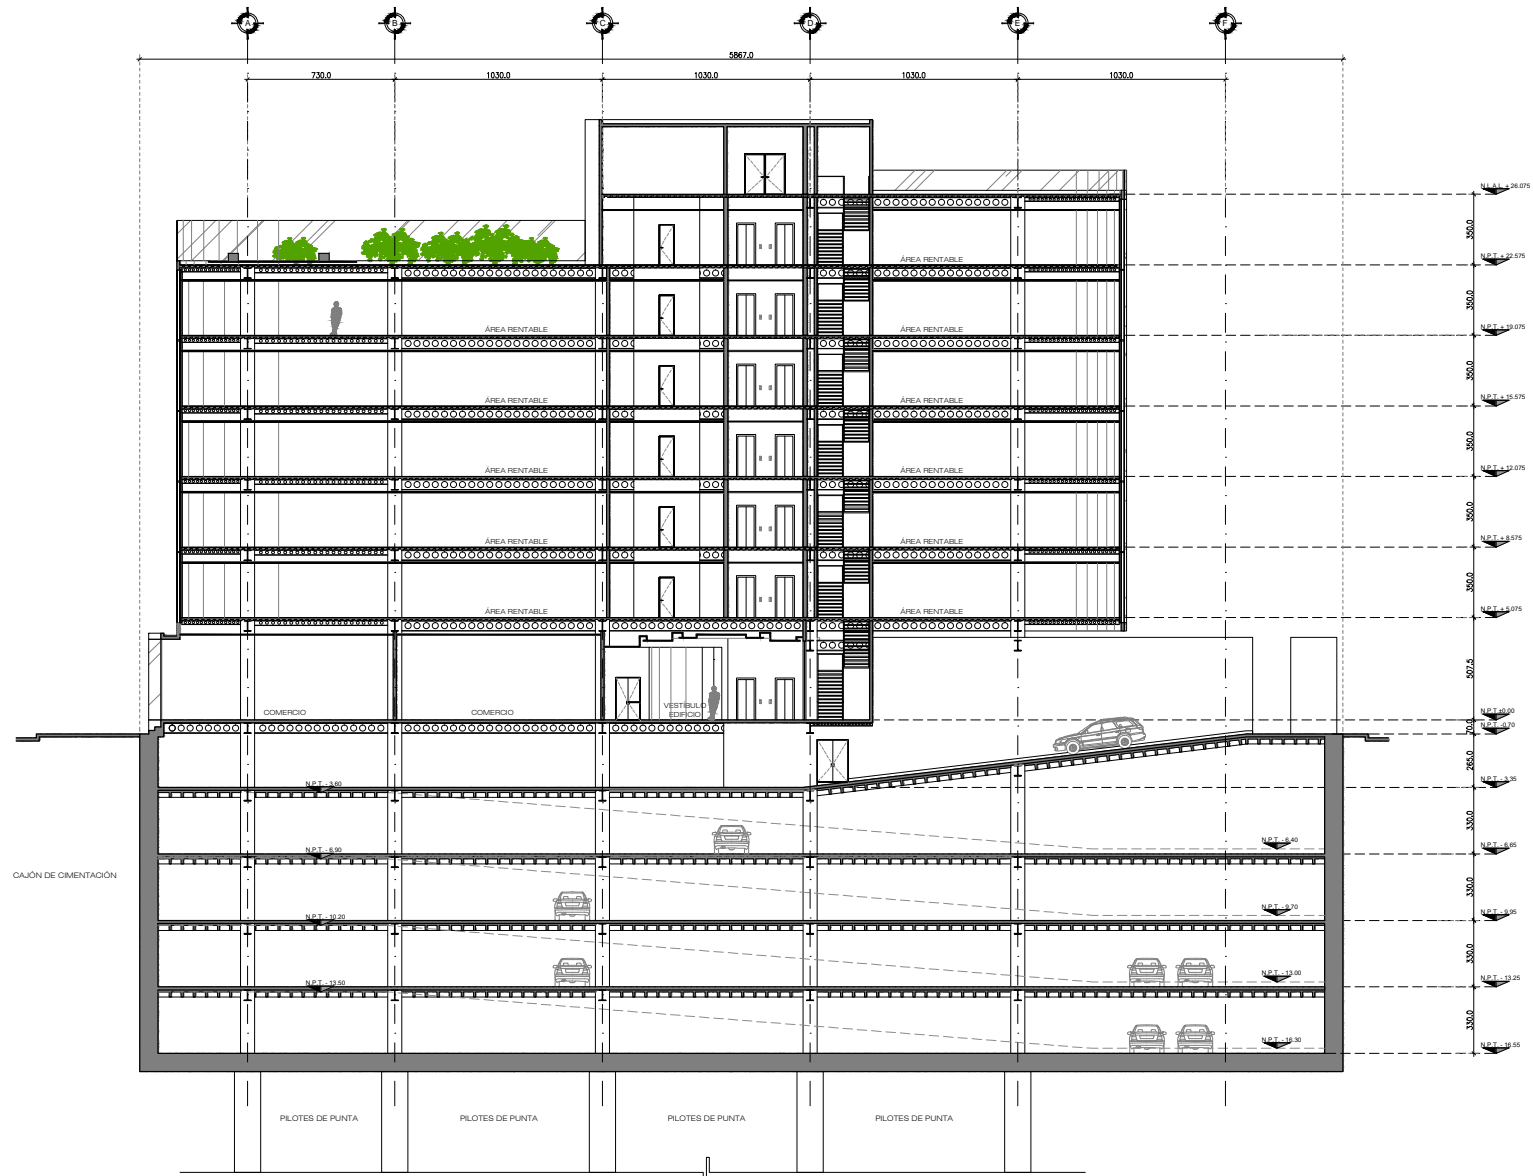 A B C D E F
5867.0
730.0 1030.0 1030.0 1030.0 1030.0
N.L.A.L. + 26.075
350.0
ÁREA RENTABLE
N.P.T. + 22.575
350.0
ÁREA RENTABLE ÁREA RENTABLE
N.P.T. + 19.075
350.0
ÁREA RENTABLE ÁREA RENTABLE
N.P.T. + 15.575
350.0
ÁREA RENTABLE ÁREA RENTABLE
N.P.T. + 12.075
350.0
ÁREA RENTABLE ÁREA RENTABLE
N.P.T. + 8.575
350.0
ÁREA RENTABLE ÁREA RENTABLE
N.P.T. + 5.075
507.5
COMERCIO COMERCIO VESTIBULO
EDIFICIO
N.P.T ±0.00
70.0
N.P.T. -0.70
265.0
N.P.T. - 3.60
N.P.T. - 3.35
330.0
N.P.T. - 6.40
N.P.T. - 6.90
N.P.T. - 6.65
CAJÓN DE CIMENTACIÓN
330.0
N.P.T. - 9.70
N.P.T. - 10.20
N.P.T. - 9.95
330.0
N.P.T. - 13.00
N.P.T. - 13.50
N.P.T. - 13.25
330.0
N.P.T. - 16.30
N.P.T. - 16.55
PILOTES DE PUNTA PILOTES DE PUNTA PILOTES DE PUNTA PILOTES DE PUNTA